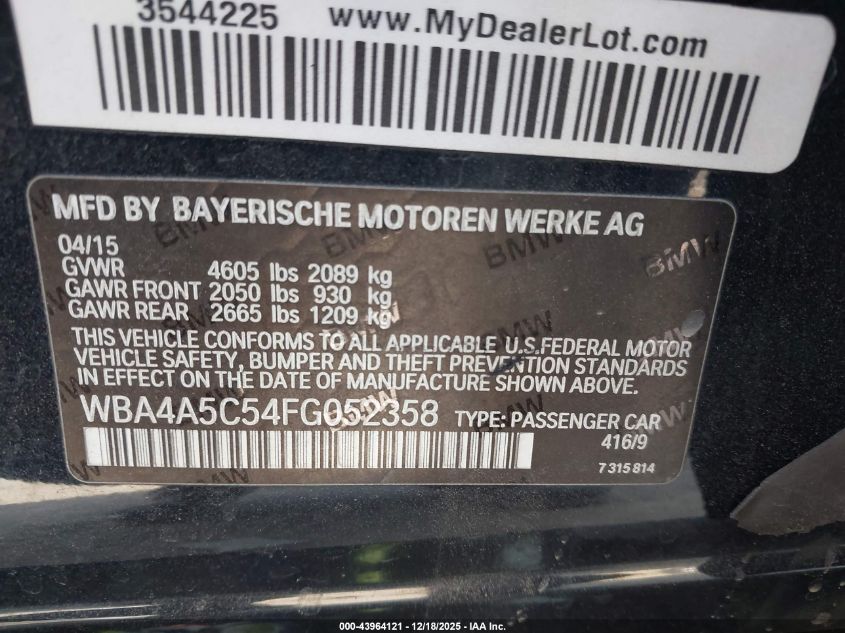 3544225 www.MyDealerLot.com
MFD BY BAYERISCHE MOTOREN WERKE AG
04/15
GVWR 4605 lbs 2089 kg
GAWR FRONT 2050 lbs 930 kg
GAWR REAR 2665 lbs 1209 kg
THIS VEHICLE CONFORMS TO ALL APPLICABLE U.S.FEDERAL MOTOR
VEHICLE SAFETY, BUMPER AND THEFT PREVENTION STANDARDS
IN EFFECT ON THE DATE OF MANUFACTURE SHOWN ABOVE.
WBA4A5C54FG052358 TYPE: PASSENGER CAR
416/9
7315814
000-43964121 - 12/18/2025 - IAA Inc.